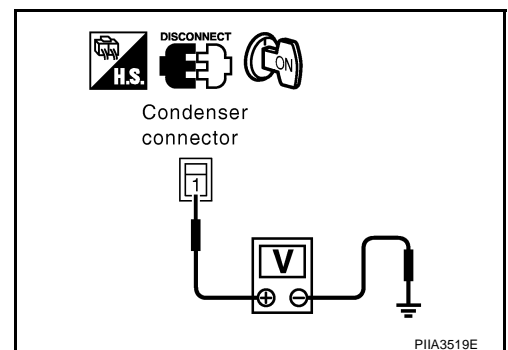 DISCONNECT
H.S.
ON
Condenser
connector
1
V
+ −
PIIA3519E